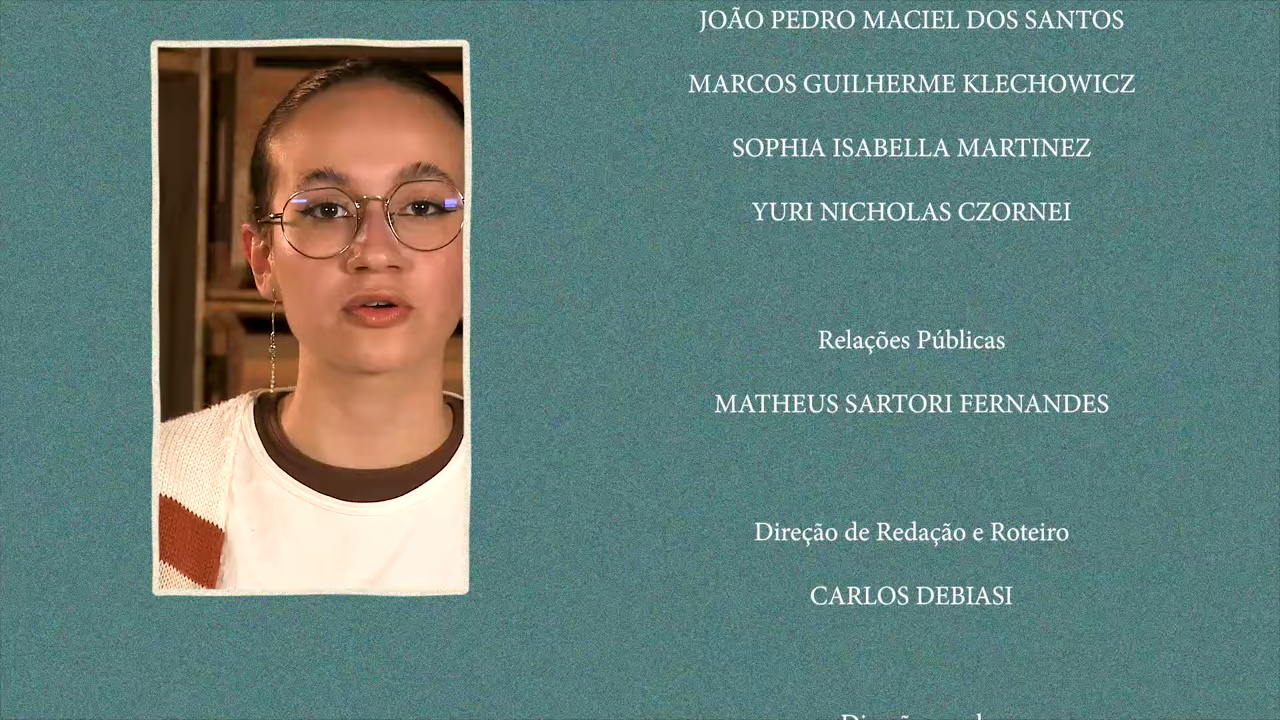 JOÃO PEDRO MACIEL DOS SANTOS
MARCOS GUILHERME KLECHOWICZ
SOPHIA ISABELLA MARTINEZ
YURI NICHOLAS CZORNEI
Relações Públicas
MATHEUS SARTORI FERNANDES
Direção de Redação e Roteiro
CARLOS DEBIASI